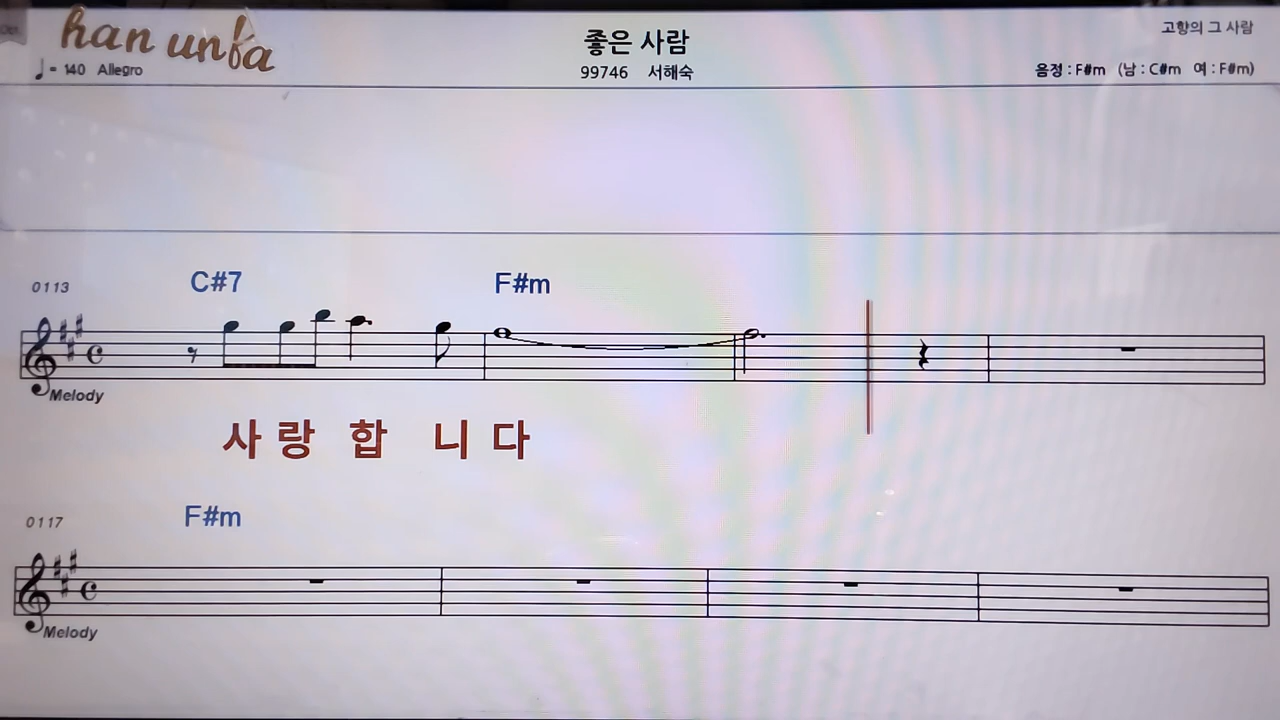 han unba
좋은 사람
고향의 그 사람
♩= 140 Allegro
99746 서해숙
음정 : F#m (남 : C#m 여 : F#m)
C#7 F#m
0113
Melody
사 랑 합 니 다
F#m
0117
Melody